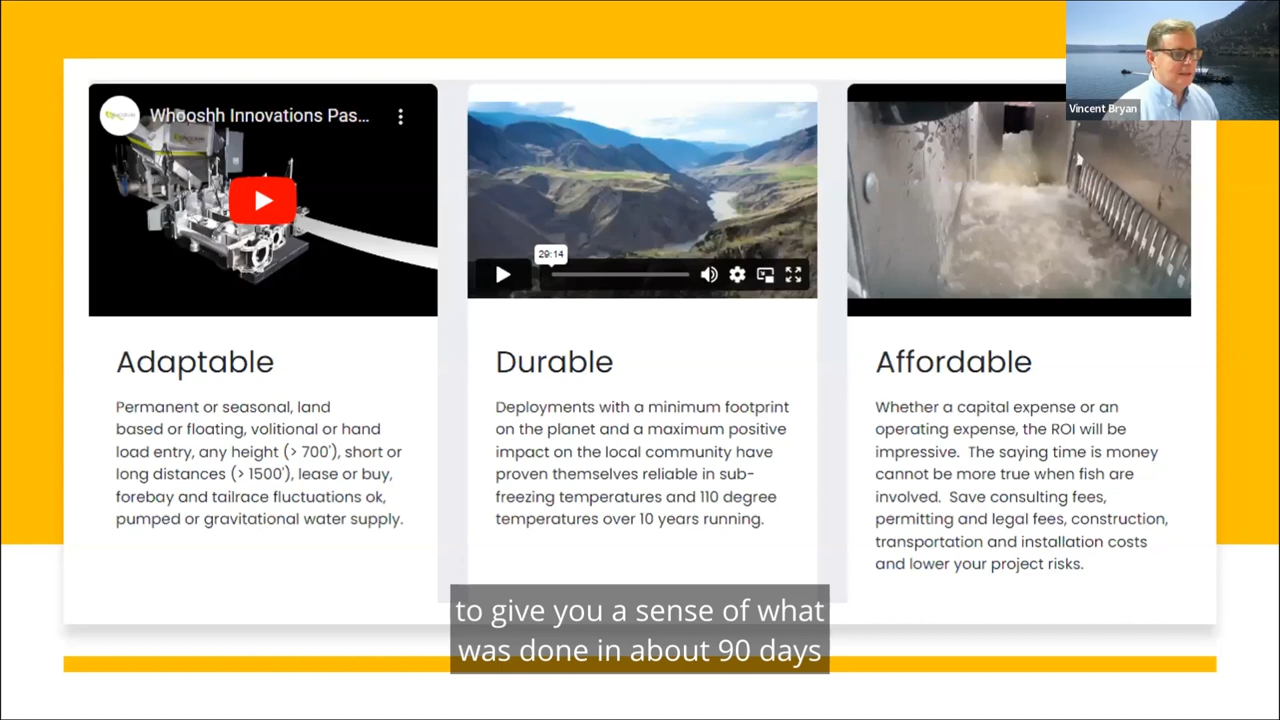 Whooshh Innovations Pas...
29:14
Vincent Bryan
Adaptable
Permanent or seasonal, land
based or floating, volitional or hand
load entry, any height (> 700'), short or
long distances (> 1500'), lease or buy,
forebay and tailrace fluctuations ok,
pumped or gravitational water supply.
Durable
Deployments with a minimum footprint
on the planet and a maximum positive
impact on the local community have
proven themselves reliable in sub-
freezing temperatures and 110 degree
temperatures over 10 years running.
Affordable
Whether a capital expense or an
operating expense, the ROI will be
impressive. The saying time is money
cannot be more true when fish are
involved. Save consulting fees,
permitting and legal fees, construction,
transportation and installation costs
and lower your project risks.
to give you a sense of what
was done in about 90 days